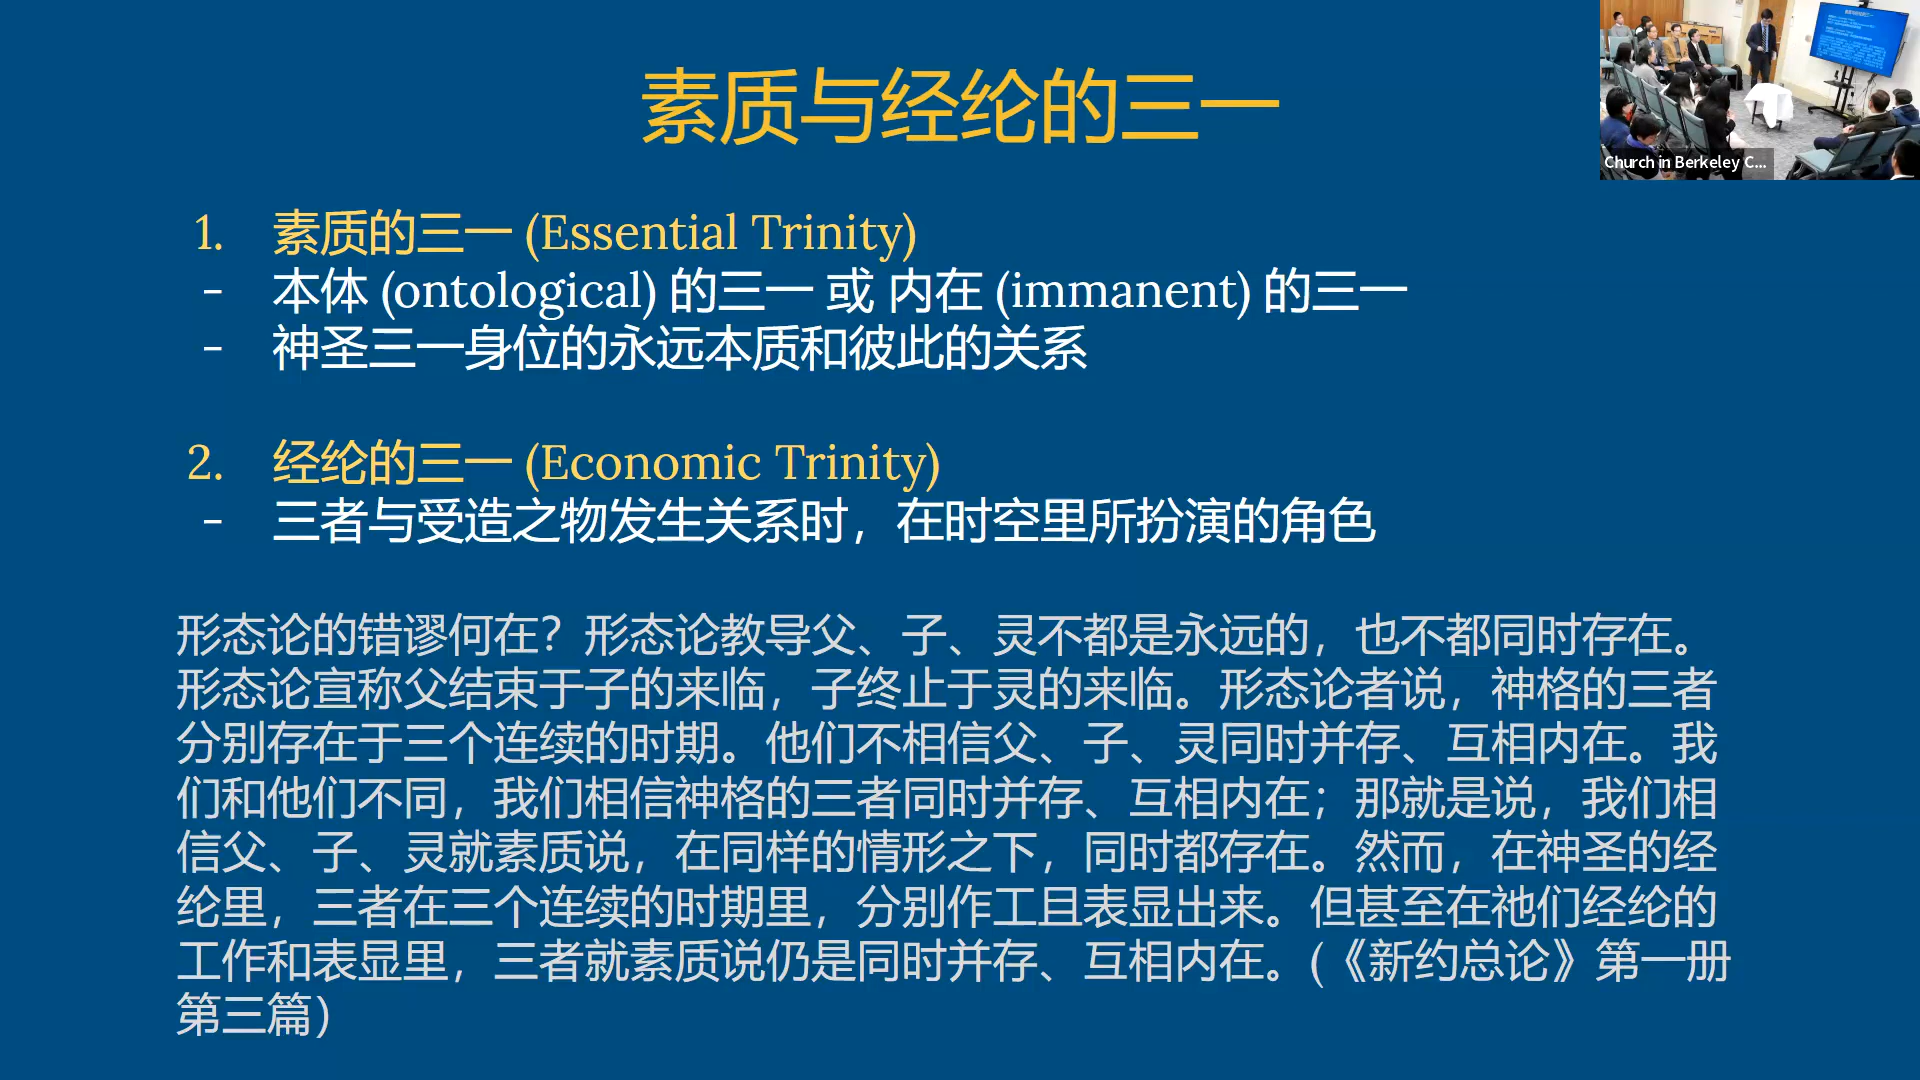 素质与经纶的三一
Church in Berkeley C...
1. 素质的三一 (Essential Trinity)
- 本体 (ontological) 的三一 或 内在 (immanent) 的三一
- 神圣三一身位的永远本质和彼此的关系
2. 经纶的三一 (Economic Trinity)
- 三者与受造之物发生关系时，在时空里所扮演的角色
形态论的错谬何在？形态论教导父、子、灵不都是永远的，也不都同时存在。
形态论宣称父结束于子的来临，子终止于灵的来临。形态论者说，神格的三者
分别存在于三个连续的时期。他们不相信父、子、灵同时并存、互相内在。我
们和他们不同，我们相信神格的三者同时并存、互相内在；那就是说，我们相
信父、子、灵就素质说，在同样的情形之下，同时都存在。然而，在神圣的经
纶里，三者在三个连续的时期里，分别作工且表显出来。但甚至在祂们经纶的
工作和表显里，三者就素质说仍是同时并存、互相内在。(《新约总论》第一册
第三篇）